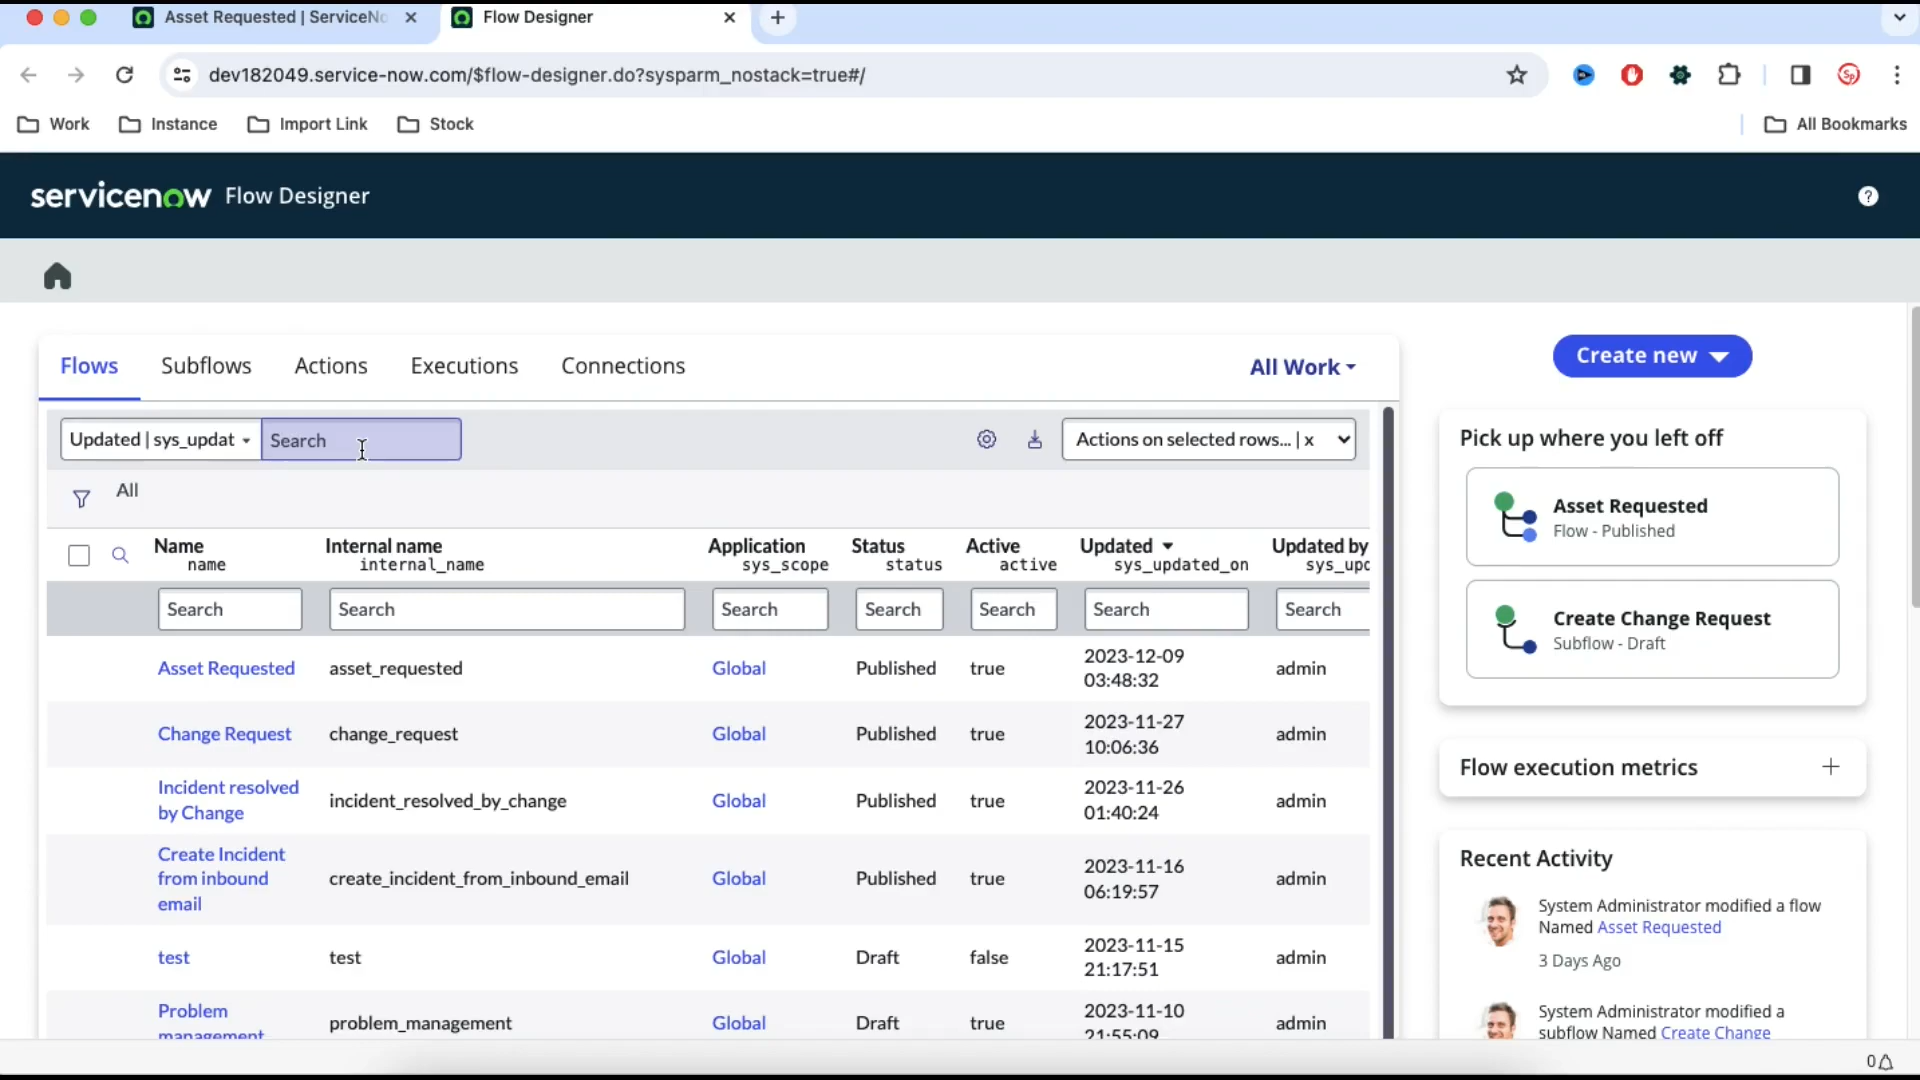 Asset Requested | ServiceNo
Flow Designer
dev182049.service-now.com/$flow-designer.do?sysparm_nostack=true#/
Work
Instance
Import Link
Stock
All Bookmarks
servicenow Flow Designer
Flows
Subflows
Actions
Executions
Connections
All Work
Create new
Updated | sys_updat
Search
Actions on selected rows... | x
All
Name
name
Internal name
internal_name
Application
sys_scope
Status
status
Active
active
Updated
sys_updated_on
Updated by
sys_upd
Search
Search
Search
Search
Search
Search
Search
Asset Requested
asset_requested
Global
Published
true
2023-12-09
03:48:32
admin
Change Request
change_request
Global
Published
true
2023-11-27
10:06:36
admin
Incident resolved
by Change
incident_resolved_by_change
Global
Published
true
2023-11-26
01:40:24
admin
Create Incident
from inbound
email
create_incident_from_inbound_email
Global
Published
true
2023-11-16
06:19:57
admin
test
test
Global
Draft
false
2023-11-15
21:17:51
admin
Problem
management
problem_management
Global
Draft
true
2023-11-10
21:55:09
admin
Pick up where you left off
Asset Requested
Flow - Published
Create Change Request
Subflow - Draft
Flow execution metrics
Recent Activity
System Administrator modified a flow
Named Asset Requested
3 Days Ago
System Administrator modified a
subflow Named Create Change
0